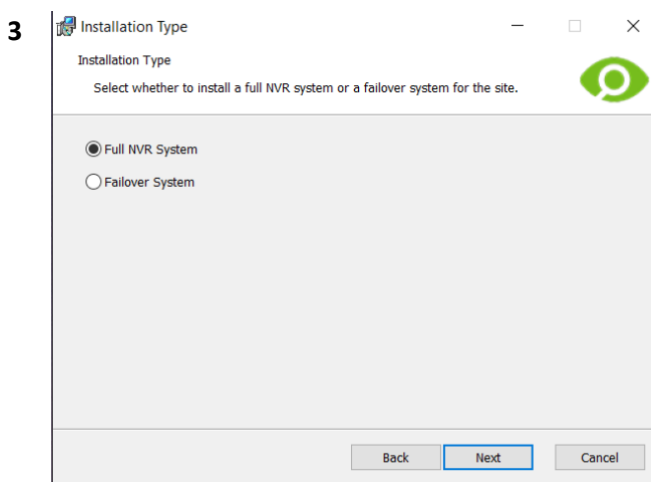 3
Installation Type
Installation Type
Select whether to install a full NVR system or a failover system for the site.
Full NVR System
Failover System
Back Next Cancel